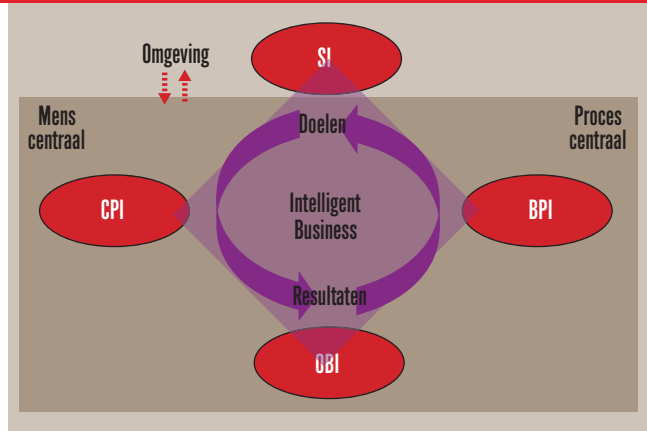 Omgeving
SI
Mens
centraal
Doelen
Proces
centraal
CPI
Intelligent
Business
BPI
Resultaten
OBI